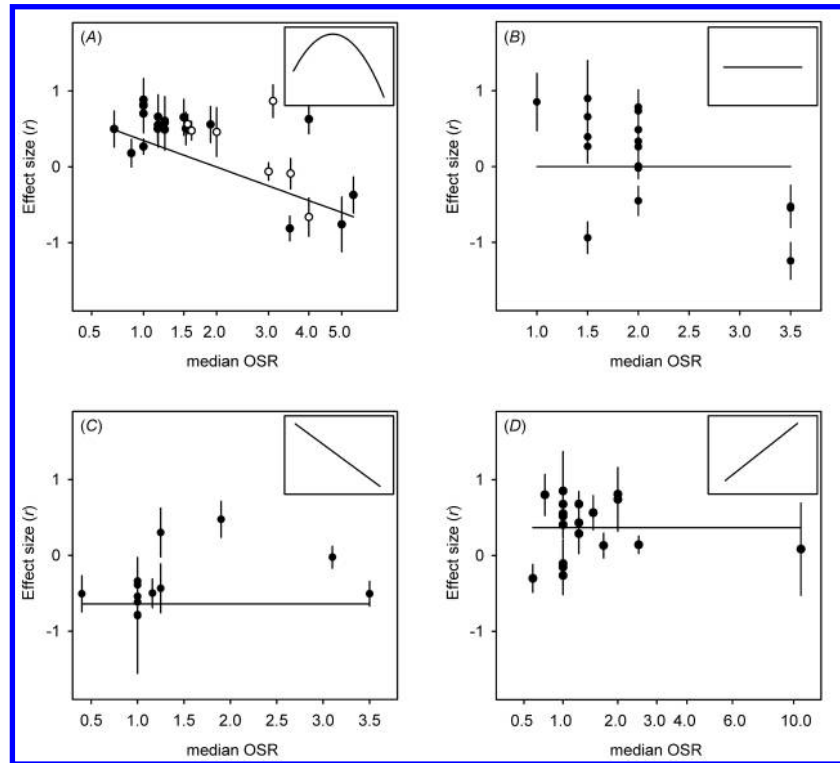 (A)
Effect size (r)
1
0
-1
0.5 1.0 1.5 2.0 3.0 4.0 5.0
median OSR
(B)
Effect size (r)
1
0
-1
1.0 1.5 2.0 2.5 3.0 3.5
median OSR
(C)
Effect size (r)
1
0
-1
0.5 1.0 1.5 2.0 2.5 3.0 3.5
median OSR
(D)
Effect size (r)
1
0
-1
0.5 1.0 2.0 3.0 4.0 6.0 10.0
median OSR